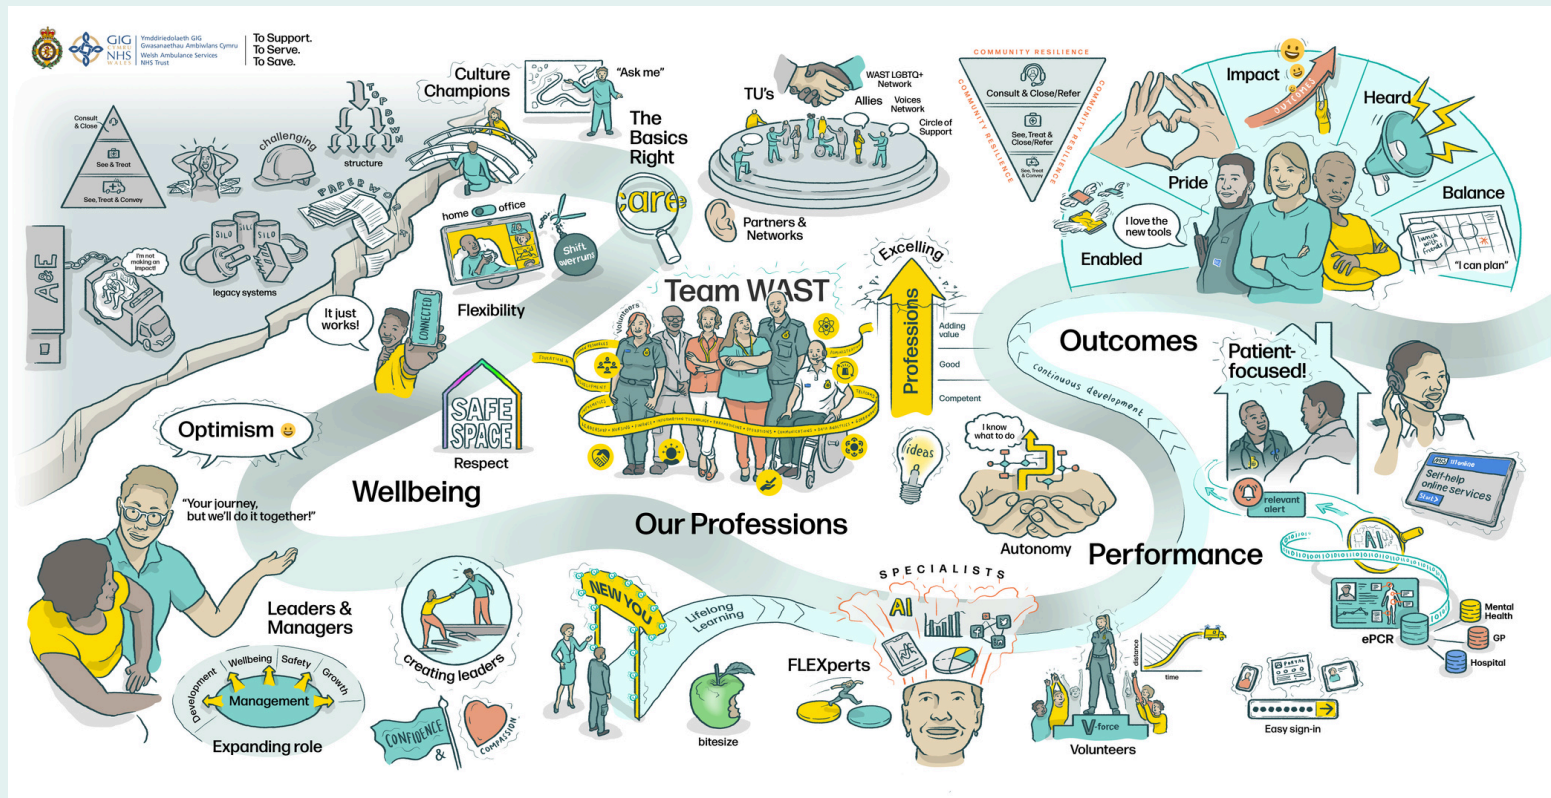 GIG
CYMRU
NHS
WALES
Ymddiriedolaeth GIG
Gwasanaethau Ambiwlans Cymru
Welsh Ambulance Services
NHS Trust
To Support.
To Serve.
To Save.
Consult
& Close
See & Treat
See, Treat & Convey
challenging
TOP DOWN
structure
PAPERWO
SILO
SILO
SILO
legacy systems
A&E
I'm not
making an
Impact!
Culture
Champions
"Ask me"
The
Basics
Right
care
home
office
Shift
overruns
Flexibility
It just
works!
CONNECTED
SAFE
SPACE
Respect
Optimism
Wellbeing
"Your journey,
but we'll do it together!"
Leaders &
Managers
Development
Wellbeing
Safety
Growth
Management
Expanding role
creating leaders
CONFIDENCE
&
COMPASSION
TU's
Allies
WAST LGBTQ+
Network
Voices
Network
Circle of
Support
Partners &
Networks
Team WAST
Volunteers
LEADERSHIP
Our Professions
Excelling
Professions
Adding
value
Good
Competent
ideas
I know
what to do
Autonomy
NEW YOU
Lifelong
Learning
bitesize
FLEXperts
SPECIALISTS
AI
V-force
Volunteers
distance
time
COMMUNITY RESILIENCE
COMMUNITY RESILIENCE
COMMUNITY RESILIENCE
Consult & Close/Refer
See, Treat &
Close/Refer
See, Treat
& Convey
Enabled
I love the
new tools
Pride
Impact
OUTCOMES
Heard
Balance
lunch
with
friends
"I can plan"
Outcomes
continuous development
Performance
Patient-
focused!
NHS 111 online
Self-help
online services
Start >
relevant
alert
AI
ePCR
Mental
Health
GP
Hospital
PORTAL
Easy sign-in